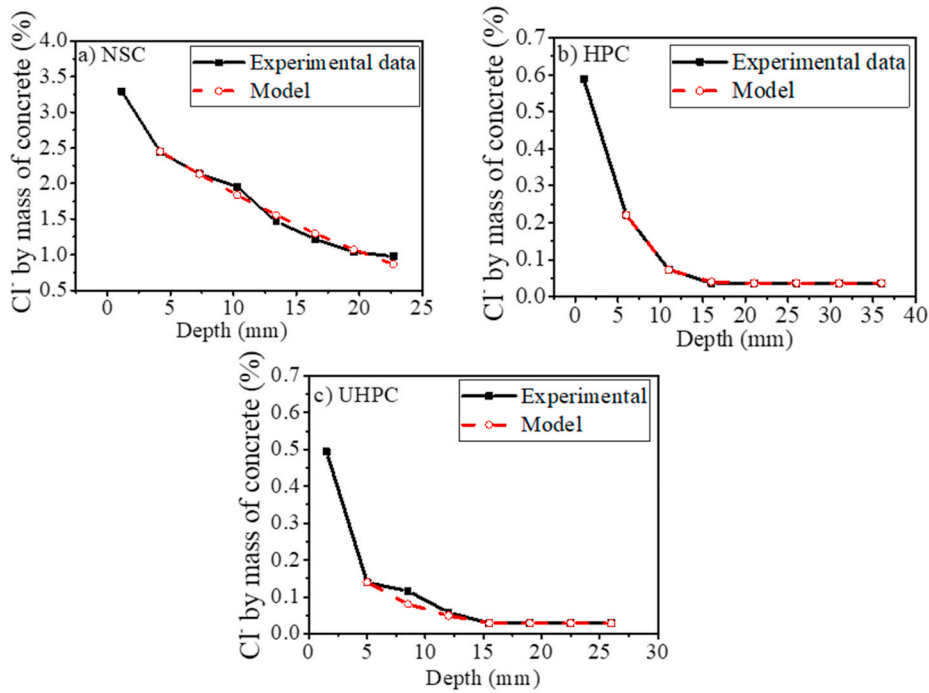 a) NSC
Experimental data
Model
Cl⁻ by mass of concrete (%)
4.0
3.5
3.0
2.5
2.0
1.5
1.0
0.5
0 5 10 15 20 25
Depth (mm)
b) HPC
Experimental data
Model
Cl⁻ by mass of concrete (%)
0.7
0.6
0.5
0.4
0.3
0.2
0.1
0.0
0 5 10 15 20 25 30 35 40
Depth (mm)
c) UHPC
Experimental
Model
Cl⁻ by mass of concrete (%)
0.7
0.6
0.5
0.4
0.3
0.2
0.1
0.0
0 5 10 15 20 25 30
Depth (mm)